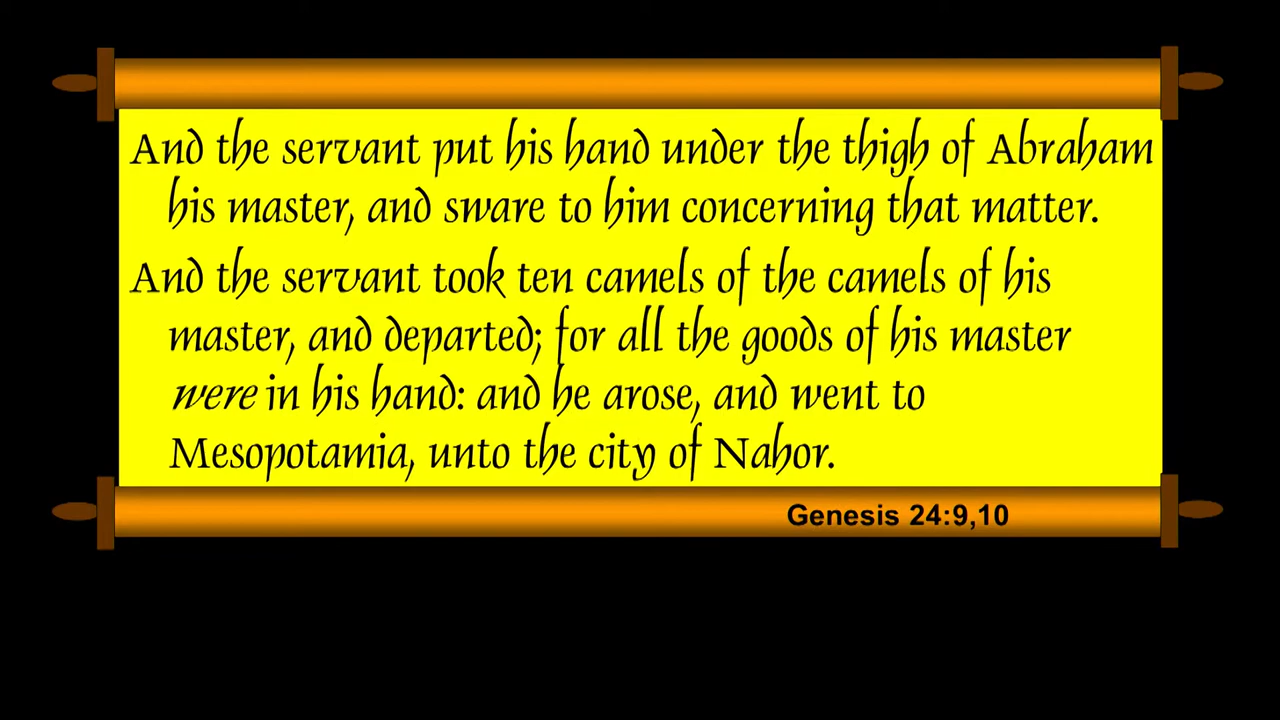 And the servant put his hand under the thigh of Abraham
his master, and sware to him concerning that matter.
And the servant took ten camels of the camels of his
master, and departed; for all the goods of his master
were in his hand: and he arose, and went to
Mesopotamia, unto the city of Nahor.
Genesis 24:9,10